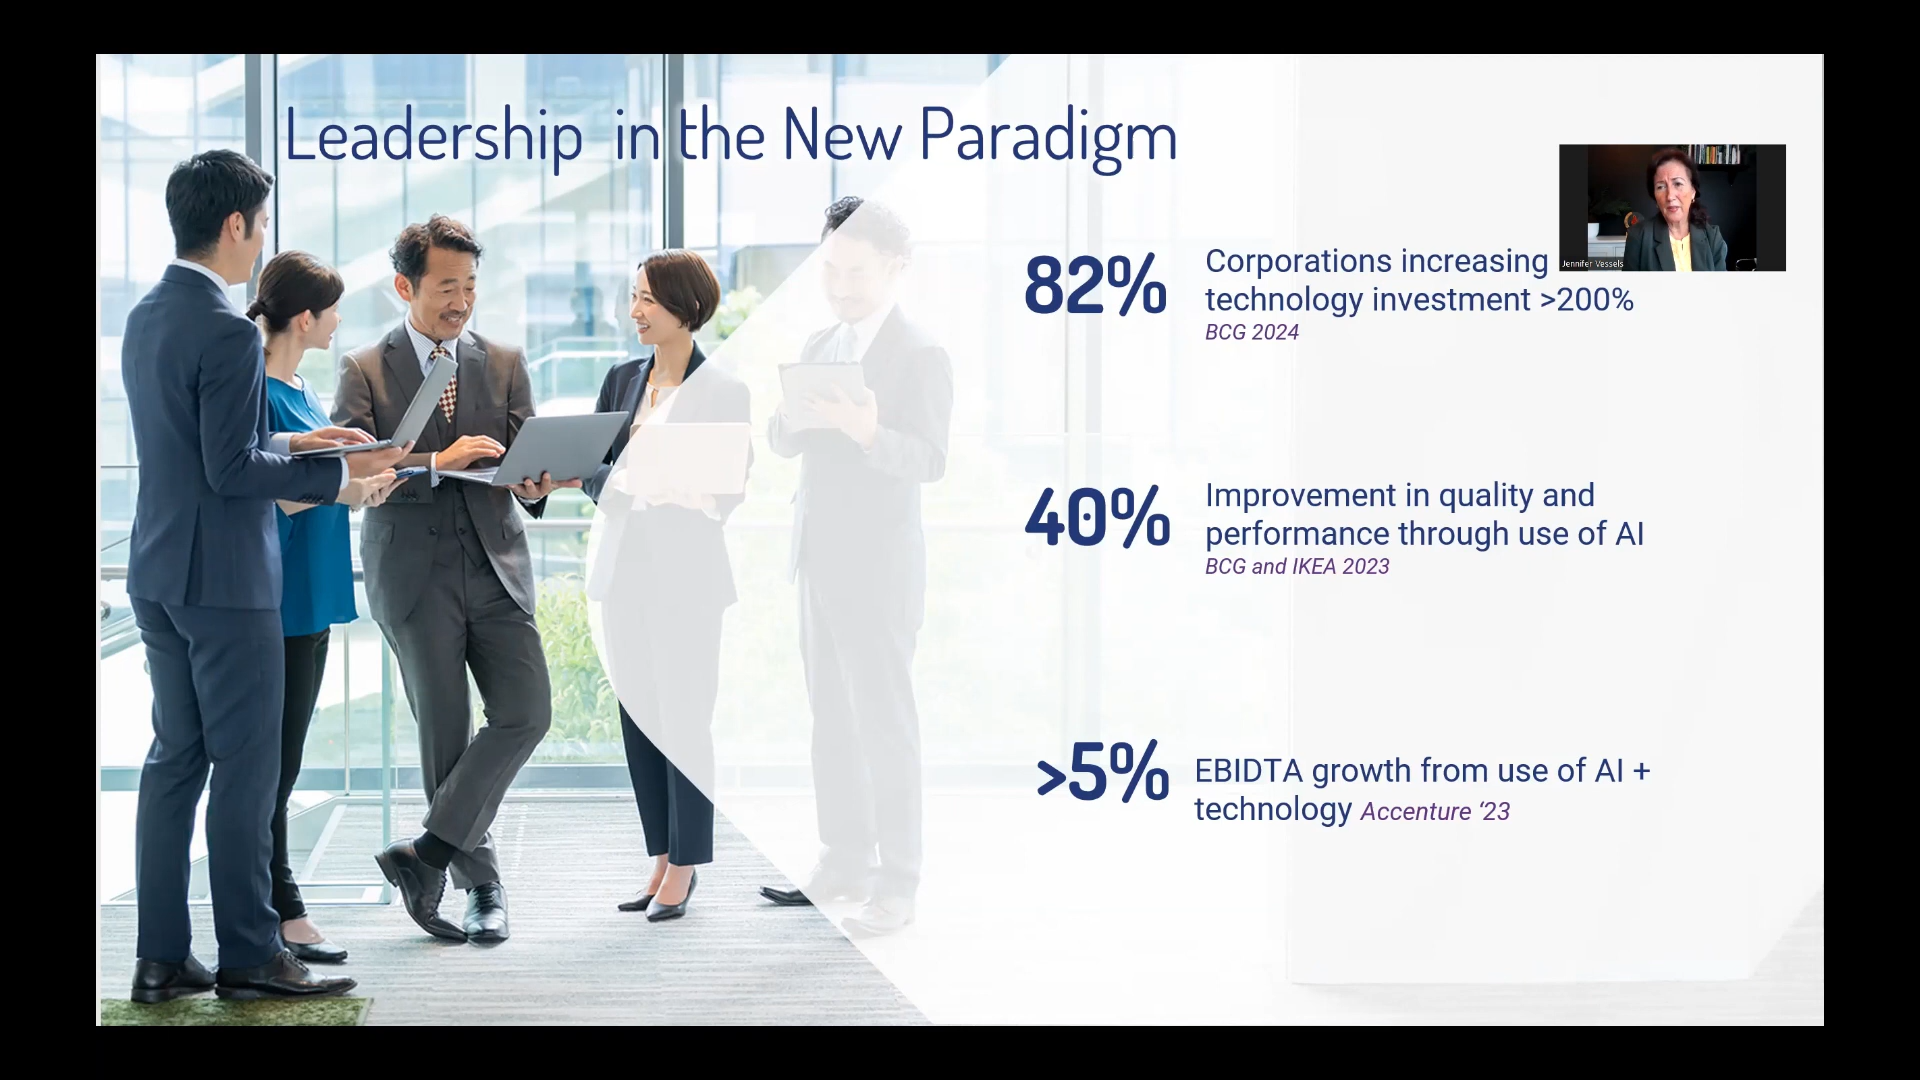 Leadership in the New Paradigm
Jennifer Vessels
82%
Corporations increasing
technology investment >200%
BCG 2024
40%
Improvement in quality and
performance through use of AI
BCG and IKEA 2023
>5%
EBIDTA growth from use of AI +
technology Accenture ‘23